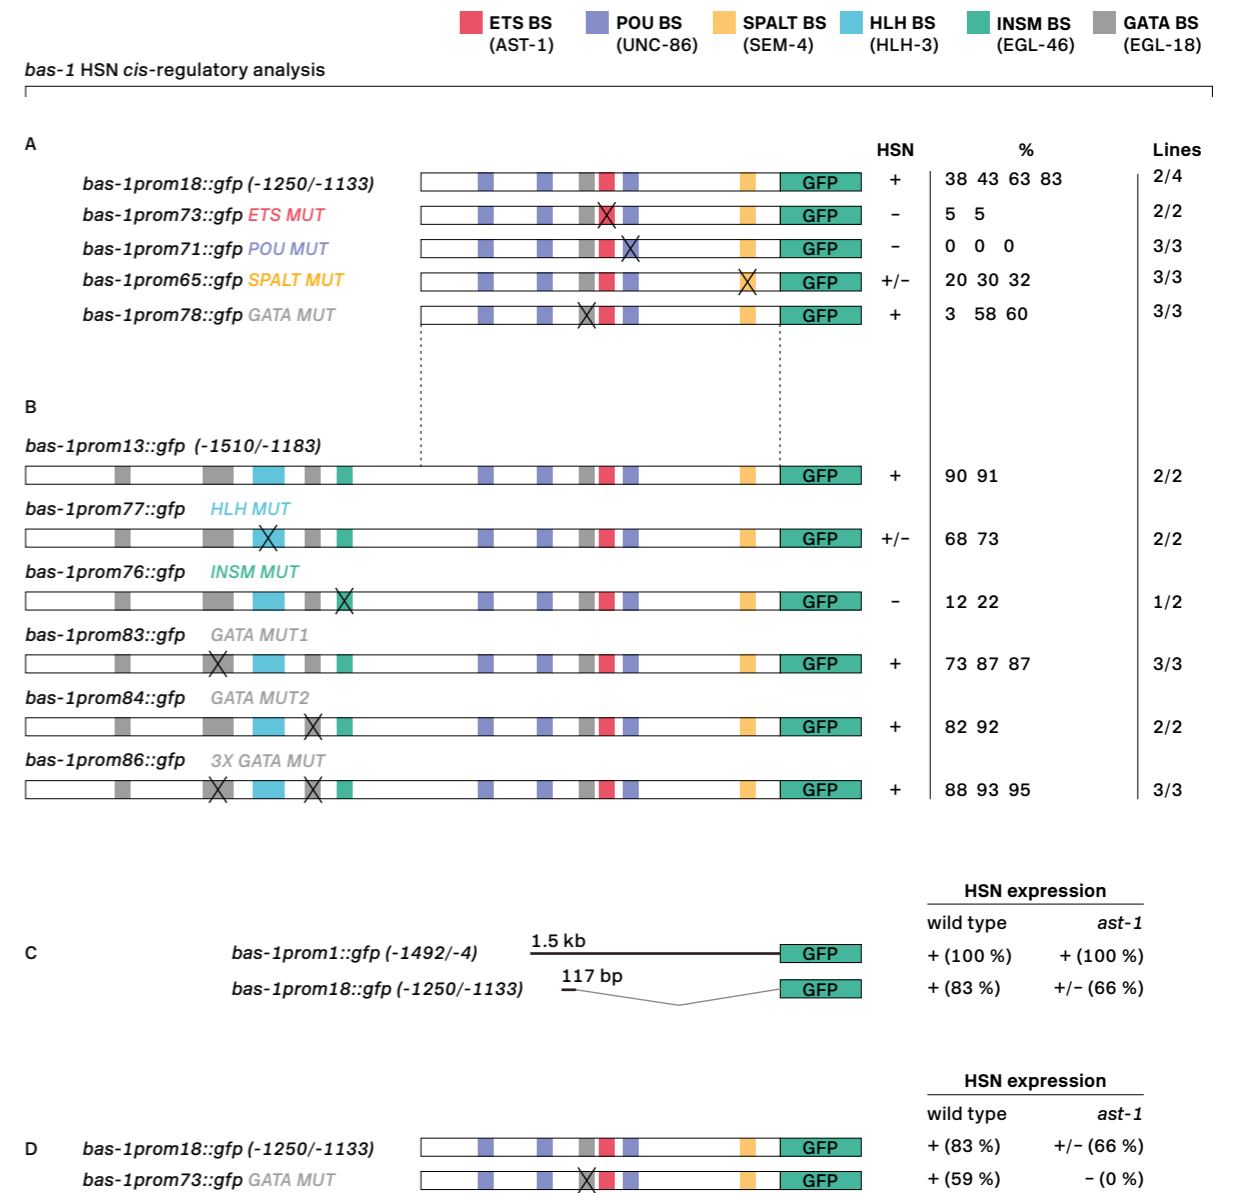 ETS BS POU BS SPALT BS HLH BS INSM BS GATA BS
(AST-1) (UNC-86) (SEM-4) (HLH-3) (EGL-46) (EGL-18)
bas-1 HSN cis-regulatory analysis
A
HSN % Lines
bas-1prom18::gfp (-1250/-1133) GFP + 38 43 63 83 2/4
bas-1prom73::gfp ETS MUT GFP – 5 5 2/2
bas-1prom71::gfp POU MUT GFP – 0 0 0 3/3
bas-1prom65::gfp SPALT MUT GFP +/– 20 30 32 3/3
bas-1prom78::gfp GATA MUT GFP + 3 58 60 3/3
B
bas-1prom13::gfp (-1510/-1183)
GFP + 90 91 2/2
bas-1prom77::gfp HLH MUT
GFP +/– 68 73 2/2
bas-1prom76::gfp INSM MUT
GFP – 12 22 1/2
bas-1prom83::gfp GATA MUT1
GFP + 73 87 87 3/3
bas-1prom84::gfp GATA MUT2
GFP + 82 92 2/2
bas-1prom86::gfp 3X GATA MUT
GFP + 88 93 95 3/3
HSN expression
wild type ast-1
C bas-1prom1::gfp (-1492/-4) 1.5 kb GFP + (100 %) + (100 %)
bas-1prom18::gfp (-1250/-1133) 117 bp GFP + (83 %) +/– (66 %)
HSN expression
wild type ast-1
D bas-1prom18::gfp (-1250/-1133) GFP + (83 %) +/– (66 %)
bas-1prom73::gfp GATA MUT GFP + (59 %) – (0 %)